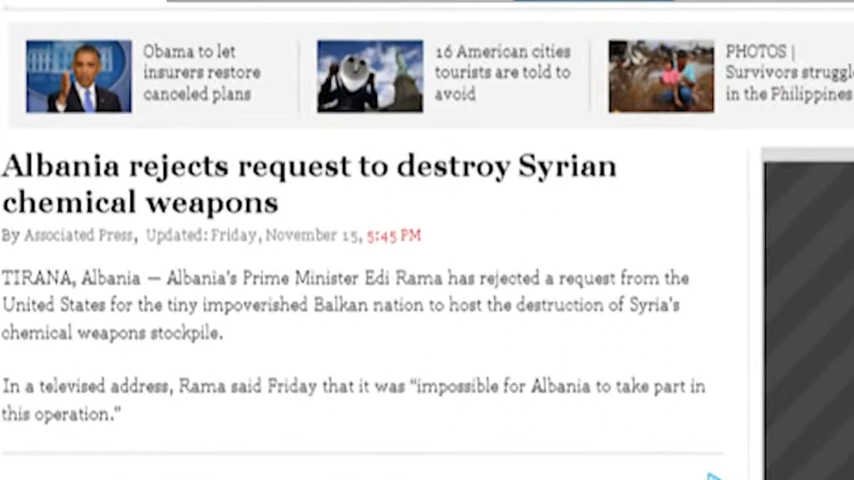 Obama to let
insurers restore
canceled plans
16 American cities
tourists are told to
avoid
PHOTOS |
Survivors struggle
in the Philippines
Albania rejects request to destroy Syrian
chemical weapons
By Associated Press, Updated: Friday, November 15, 5:45 PM
TIRANA, Albania — Albania's Prime Minister Edi Rama has rejected a request from the
United States for the tiny impoverished Balkan nation to host the destruction of Syria's
chemical weapons stockpile.
In a televised address, Rama said Friday that it was “impossible for Albania to take part in
this operation.”